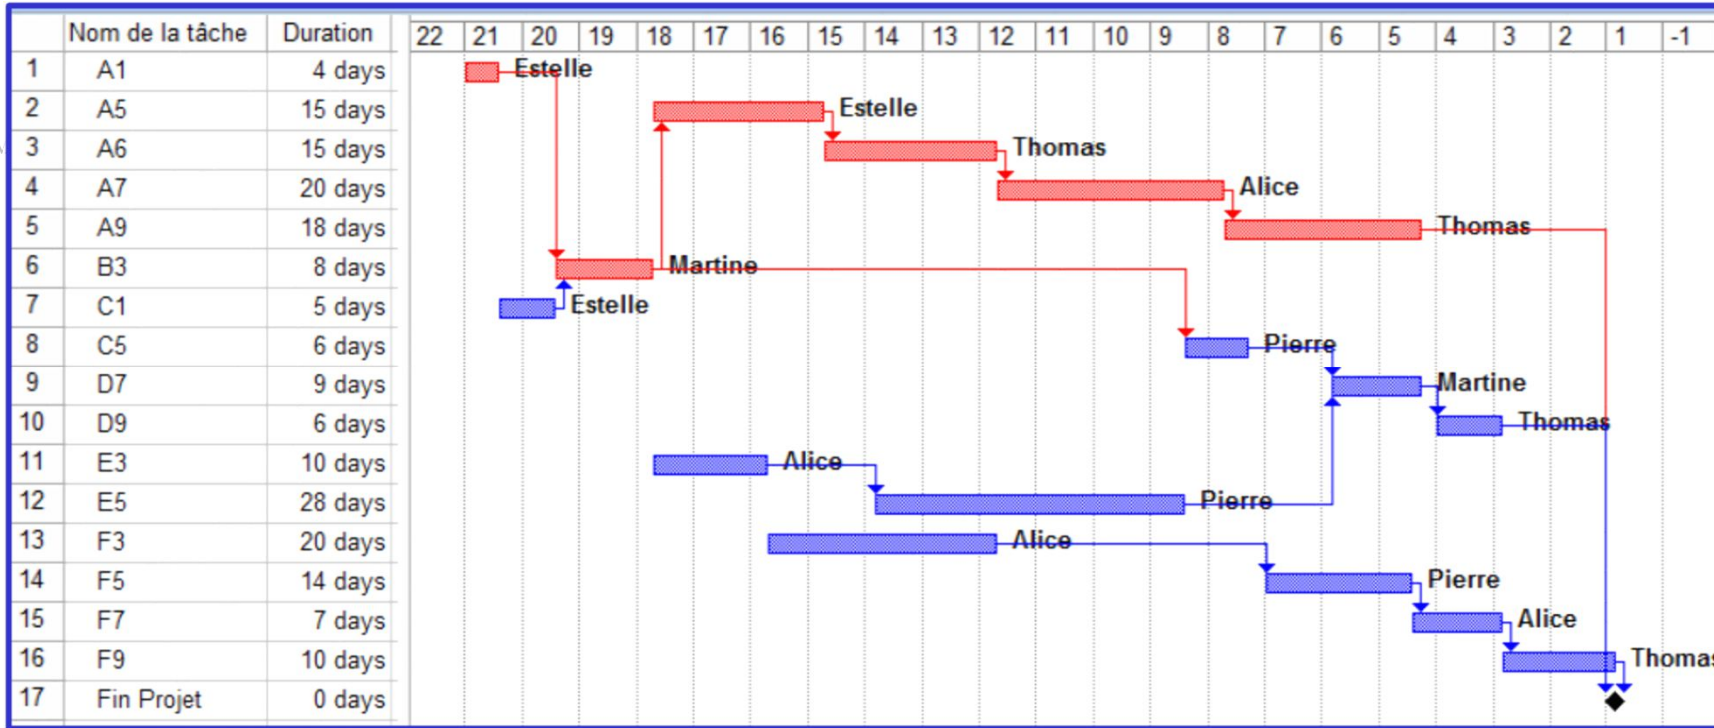 Nom de la tâche Duration 22 21 20 19 18 17 16 15 14 13 12 11 10 9 8 7 6 5 4 3 2 1 -1
1 A1 4 days Estelle
2 A5 15 days Estelle
3 A6 15 days Thomas
4 A7 20 days Alice
5 A9 18 days Thomas
6 B3 8 days Martine
7 C1 5 days Estelle
8 C5 6 days Pierre
9 D7 9 days Martine
10 D9 6 days Thomas
11 E3 10 days Alice
12 E5 28 days Pierre
13 F3 20 days Alice
14 F5 14 days Pierre
15 F7 7 days Alice
16 F9 10 days Thomas
17 Fin Projet 0 days